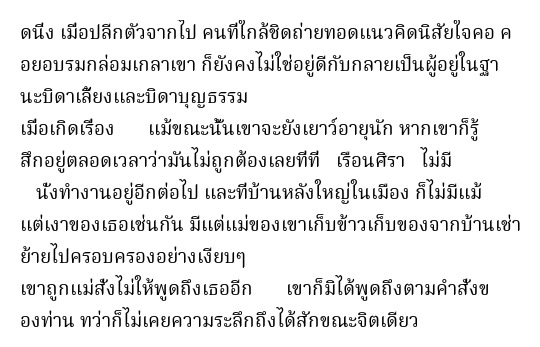 ดนึง เมื่อปลีกตัวจากไป คนที่ใกล้ชิดถ่ายทอดแนวคิดนิสัยใจคอ ค
อยอบรมกล่อมเกลาเขา ก็ยังคงไม่ใช่อยู่ดีกับกลายเป็นผู้อยู่ในฐา
นะบิดาเลี้ยงและบิดาบุญธรรม
เมื่อเกิดเรื่อง แม้ขณะนั้นเขาจะยังเยาว์อายุนัก หากเขาก็รู้
สึกอยู่ตลอดเวลาว่ามันไม่ถูกต้องเลยทีที่ เรือนศิรา ไม่มี
นั่งทำงานอยู่อีกต่อไป และที่บ้านหลังใหญ่ในเมือง ก็ไม่มีแม้
แต่เงาของเธอเช่นกัน มีแต่แม่ของเขาเก็บข้าวเก็บของจากบ้านเช่า
ย้ายไปครอบครองอย่างเงียบๆ
เขาถูกแม่สั่งไม่ให้พูดถึงเธออีก เขาก็มิได้พูดถึงตามคำสั่งข
องท่าน ทว่าก็ไม่เคยความระลึกถึงได้สักขณะจิตเดียว